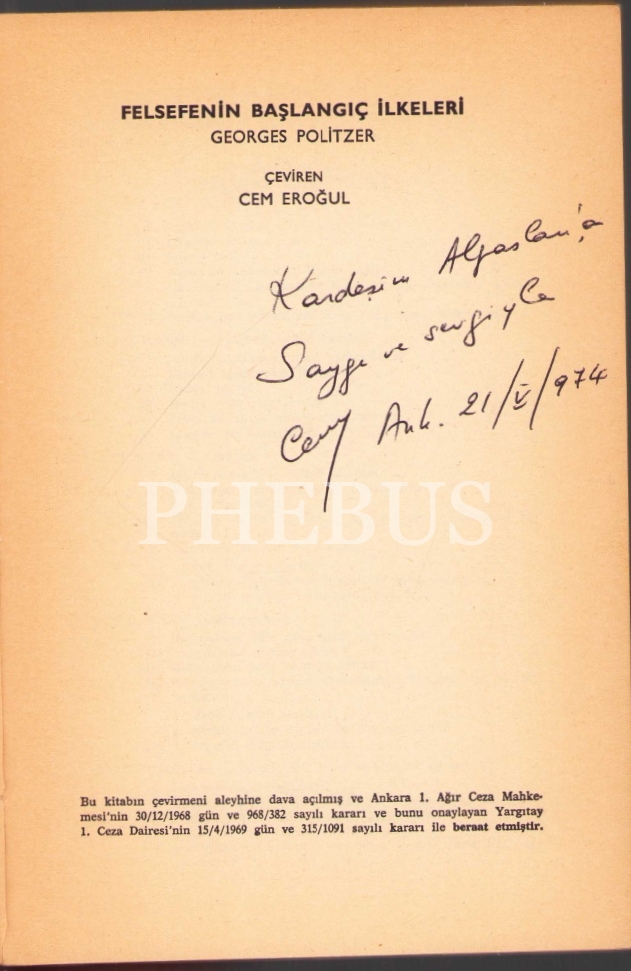 FELSEFENİN BAŞLANGIÇ İLKELERİ
GEORGES POLİTZER
ÇEVİREN
CEM EROĞUL
Kardeşim Alpaslan'a
Saygı ve sevgiyle
Cem Ank. 21/V/974
PHEBUS
Bu kitabın çevirmeni aleyhine dava açılmış ve Ankara 1. Ağır Ceza Mahke-
mesi'nin 30/12/1968 gün ve 968/382 sayılı kararı ve bunu onaylayan Yargıtay
1. Ceza Dairesi'nin 15/4/1969 gün ve 315/1091 sayılı kararı ile beraat etmiştir.